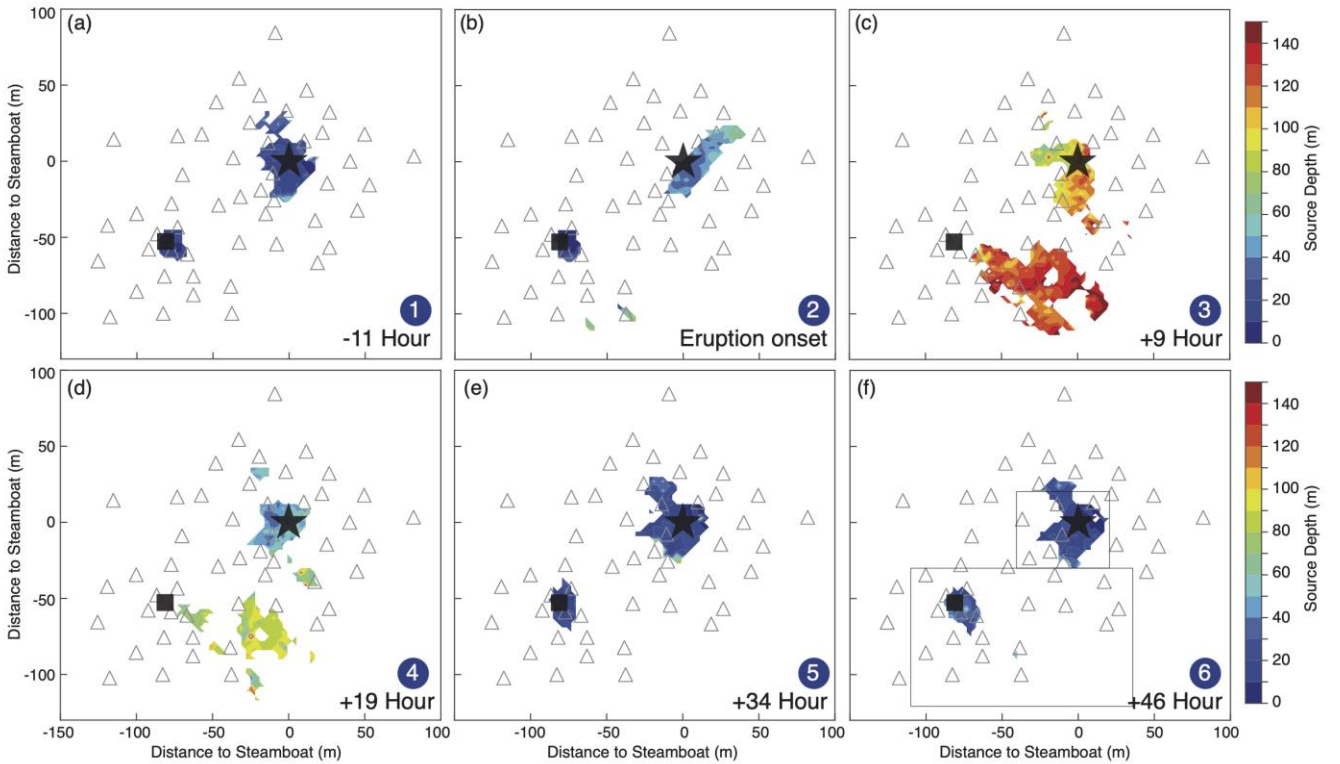 (a)
100
50
0
-50
-100
Distance to Steamboat (m)
1
-11 Hour
(b)
2
Eruption onset
(c)
3
+9 Hour
140
120
100
80
60
40
20
0
Source Depth (m)
(d)
100
50
0
-50
-100
Distance to Steamboat (m)
4
+19 Hour
-150
-100
-50
0
50
100
Distance to Steamboat (m)
(e)
5
+34 Hour
-100
-50
0
50
100
Distance to Steamboat (m)
(f)
6
+46 Hour
-100
-50
0
50
100
Distance to Steamboat (m)
140
120
100
80
60
40
20
0
Source Depth (m)